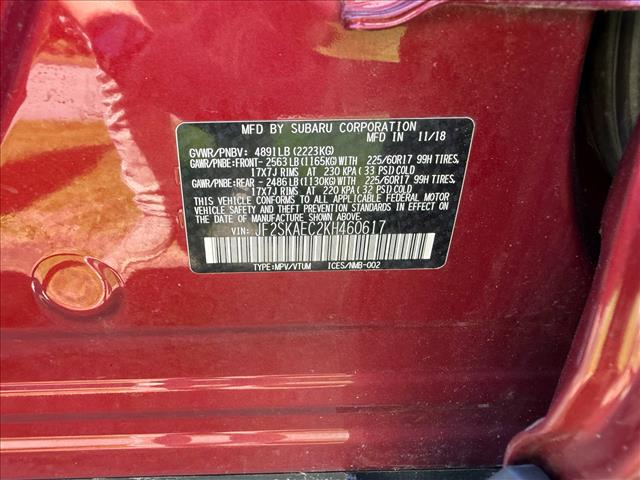 MFD BY SUBARU CORPORATION
MFD IN 11/18
GVWR/PNBV: 4891LB (2223KG)
GAWR/PNBE:FRONT- 2563 LB (1165KG) WITH 225/60R17 99H TIRES,
17X7J RIMS AT 230 KPA (33 PSI) COLD
GAWR/PNBE:REAR - 2486 LB (1130KG) WITH 225/60R17 99H TIRES,
17X7J RIMS AT 220 KPA (32 PSI) COLD
THIS VEHICLE CONFORMS TO ALL APPLICABLE FEDERAL MOTOR
VEHICLE SAFETY AND THEFT PREVENTION STANDARDS IN EFFECT ON
THE DATE OF MANUFACTURE SHOWN ABOVE.
VIN: JF2SKAEC2KH460617
TYPE:MPV/VTUM ICES/NMB-002